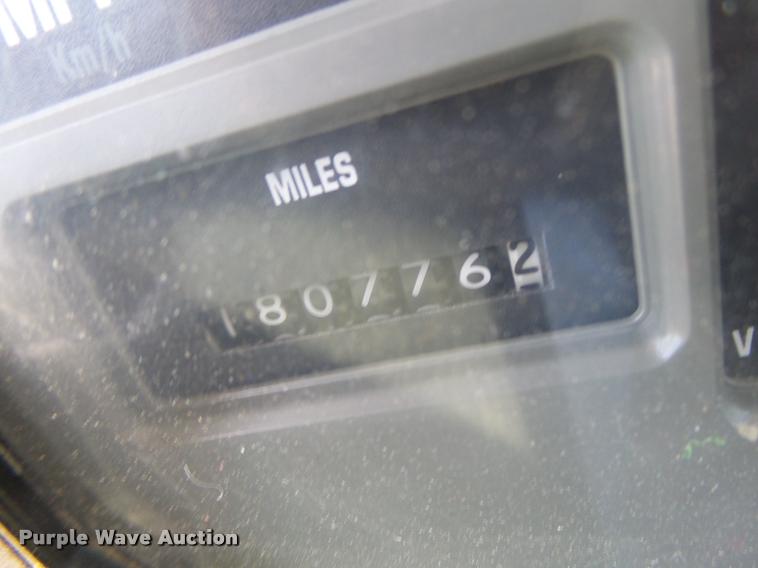 Km/h
MILES
1807762
V
Purple Wave Auction